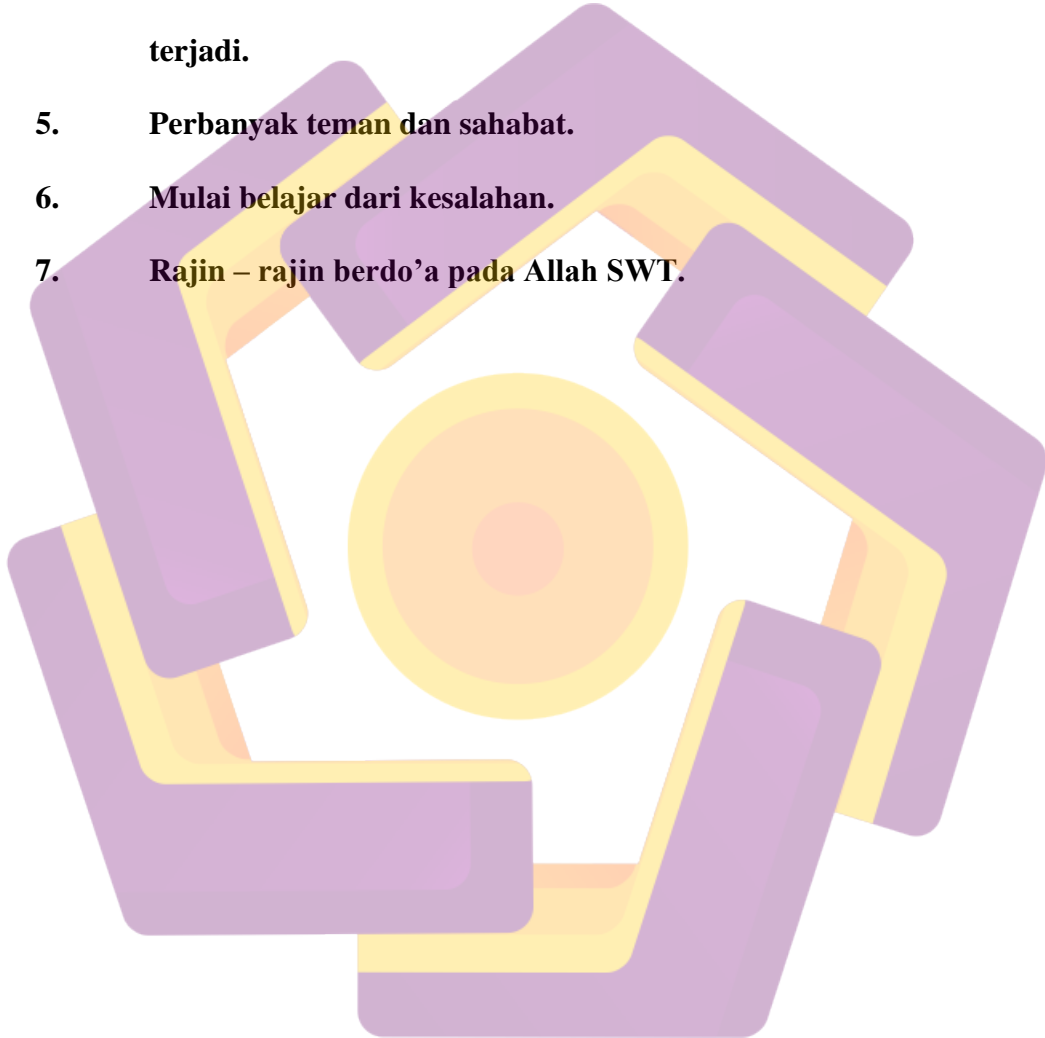 terjadi.
5. Perbanyak teman dan sahabat.
6. Mulai belajar dari kesalahan.
7. Rajin – rajin berdo’a pada Allah SWT.